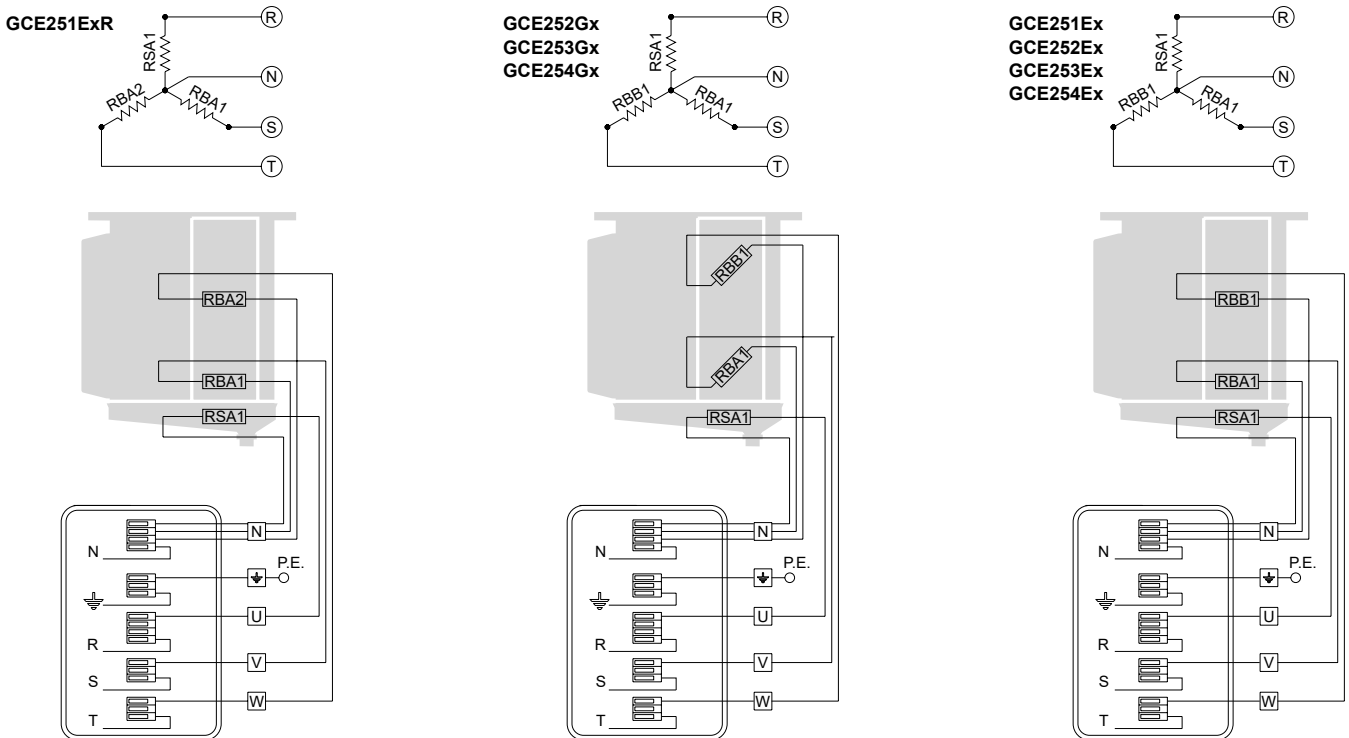 GCE251ExR
R
RSA1
N
RBA2
RBA1
S
T
RBA2
RBA1
RSA1
N
N
P.E.
U
R
V
S
W
T
GCE252Gx
GCE253Gx
GCE254Gx
R
RSA1
N
RBB1
RBA1
S
T
RBB1
RBA1
RSA1
N
N
P.E.
U
R
V
S
W
T
GCE251Ex
GCE252Ex
GCE253Ex
GCE254Ex
R
RSA1
N
RBB1
RBA1
S
T
RBB1
RBA1
RSA1
N
N
P.E.
U
R
V
S
W
T